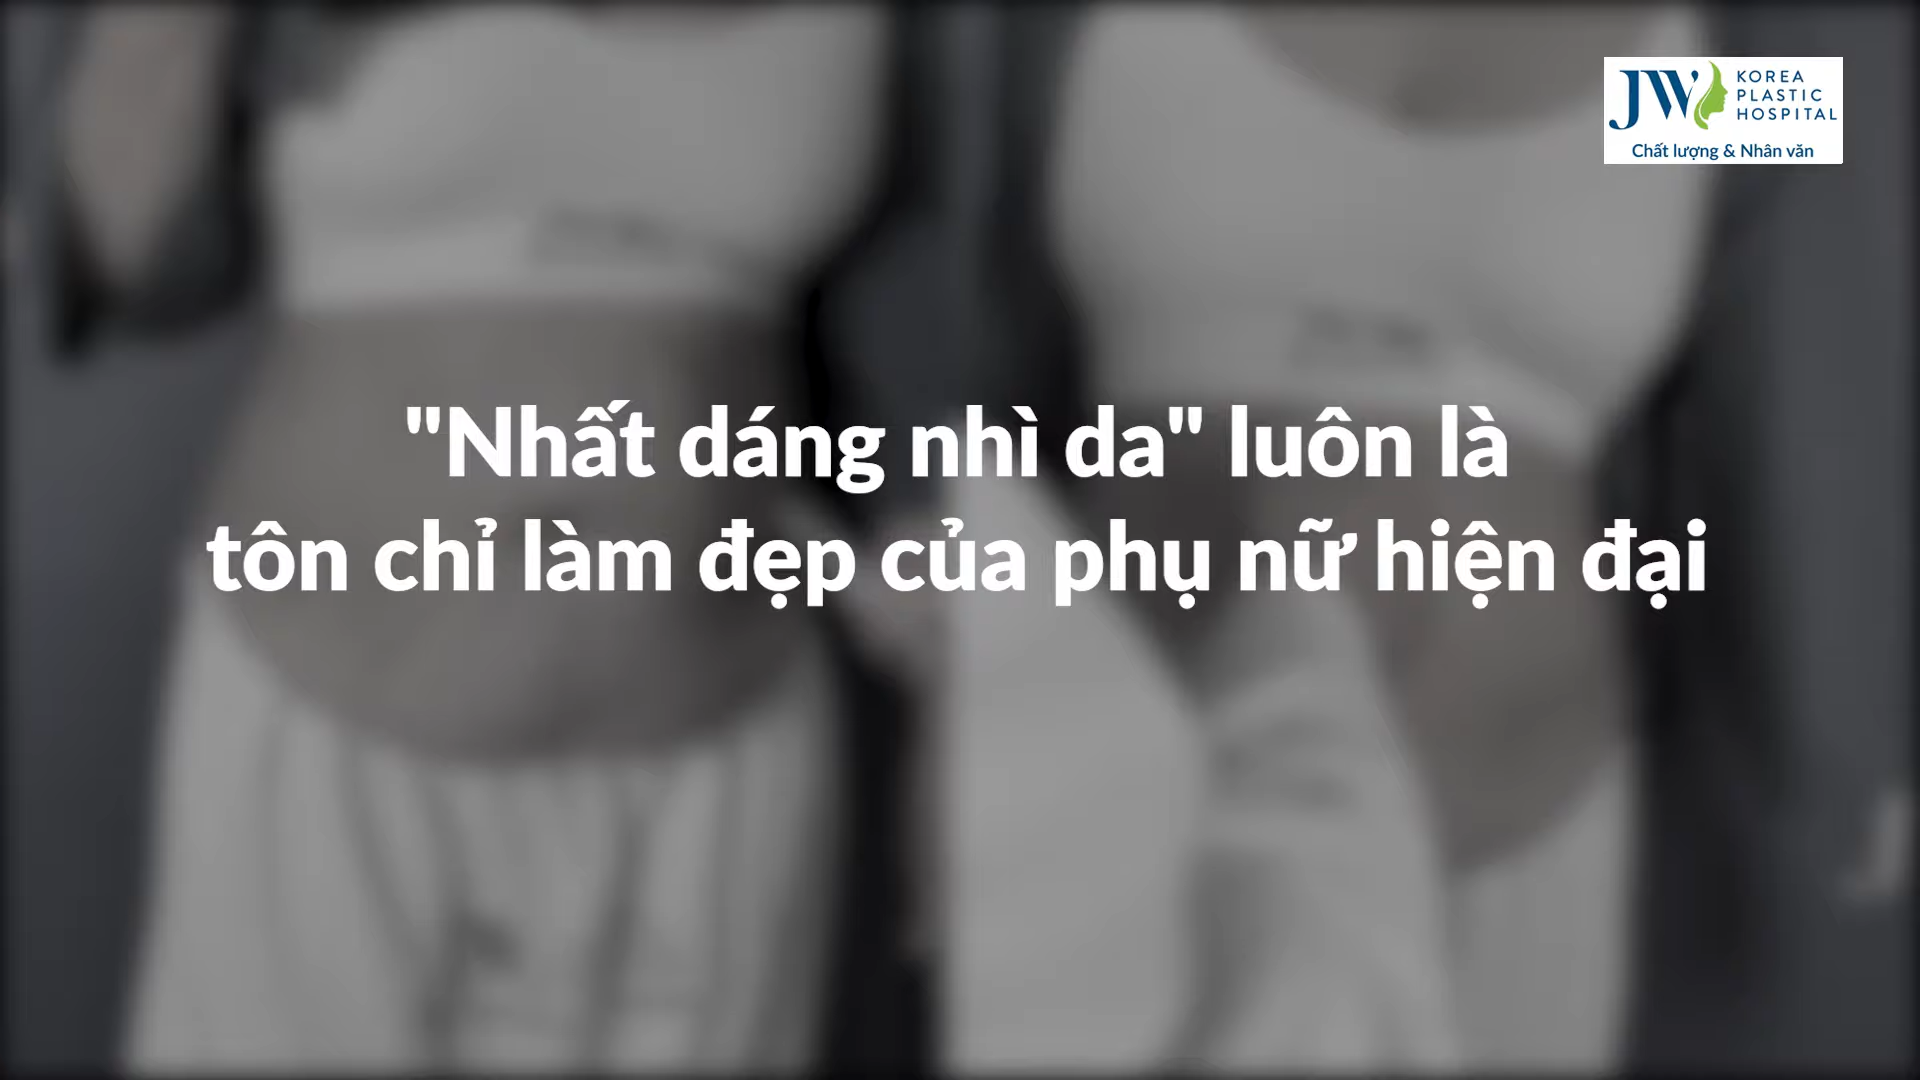 JW KOREA
PLASTIC
HOSPITAL
Chất lượng & Nhân văn
"Nhất dáng nhì da" luôn là
tôn chỉ làm đẹp của phụ nữ hiện đại